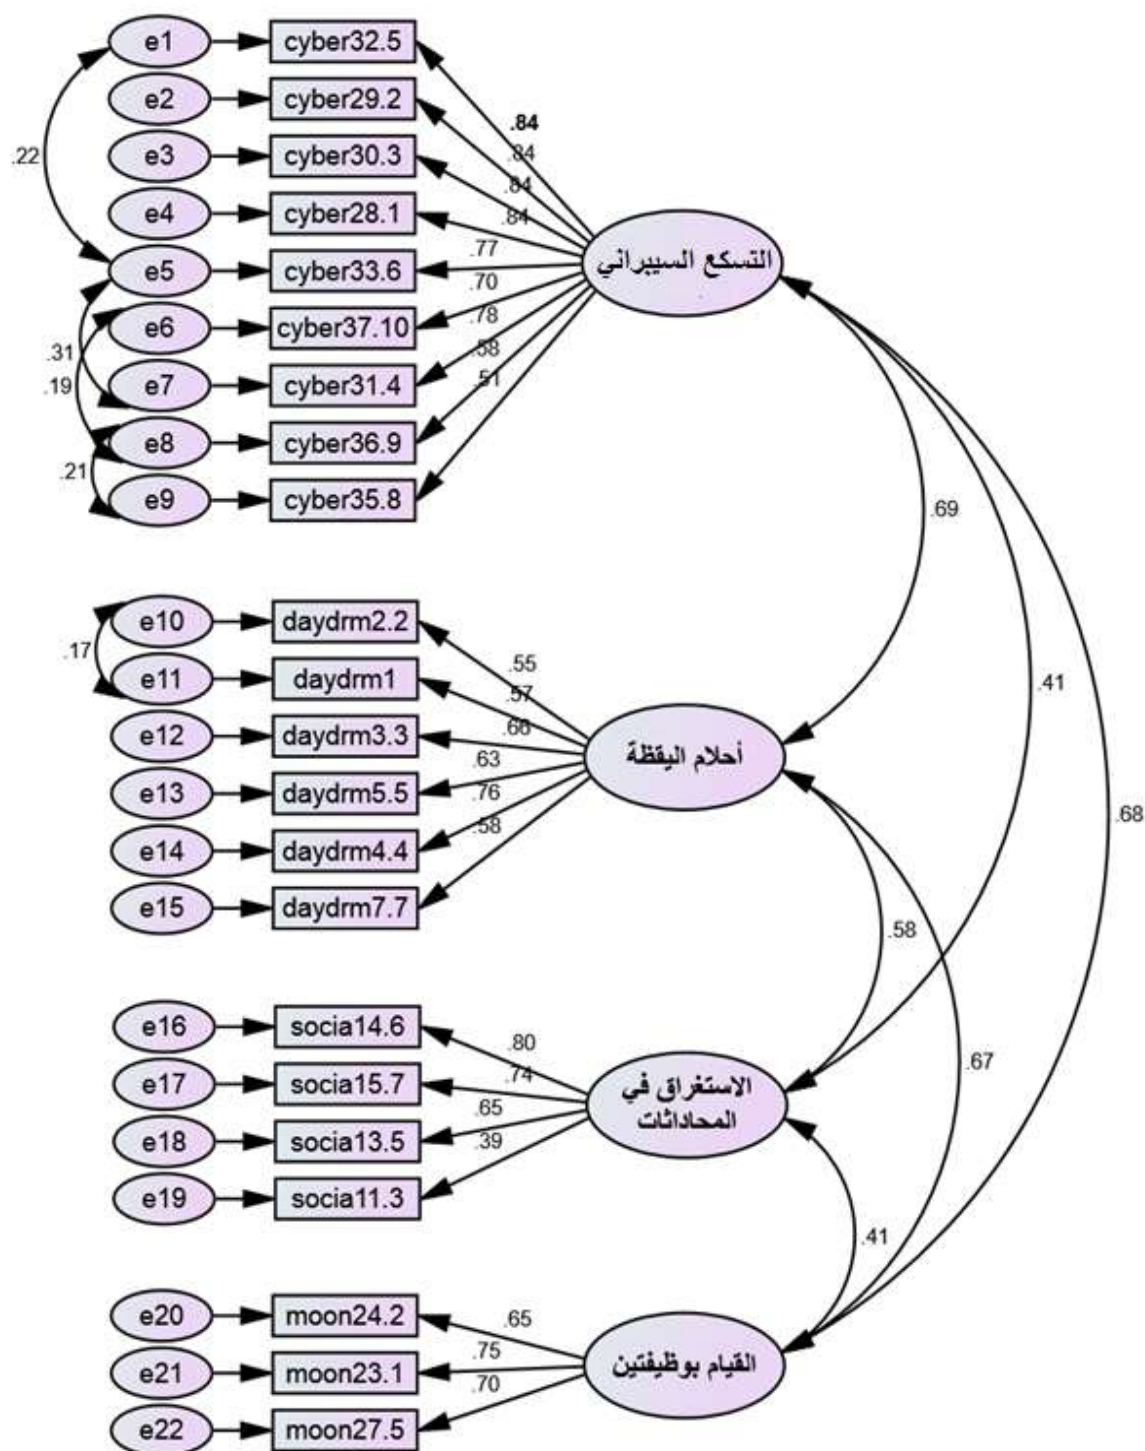 e1 cyber32.5
e2 cyber29.2
.84
.84
.22
e3 cyber30.3
.84
e4 cyber28.1
.84
التسكع السيبراني
e5 cyber33.6
.77
.70
e6 cyber37.10
.78
.31
.58
.19
e7 cyber31.4
.51
e8 cyber36.9
.21
e9 cyber35.8
.69
e10 daydrm2.2
.17
.55
e11 daydrm1
.57
.41
.66
e12 daydrm3.3
أحلام اليقظة
.63
e13 daydrm5.5
.76
.68
.58
e14 daydrm4.4
e15 daydrm7.7
.58
e16 socia14.6
.80
.74
.67
e17 socia15.7
الاستغراق في
المحاداثات
.65
e18 socia13.5
.39
e19 socia11.3
.41
e20 moon24.2
.65
.75
e21 moon23.1
القيام بوظيفتين
.70
e22 moon27.5